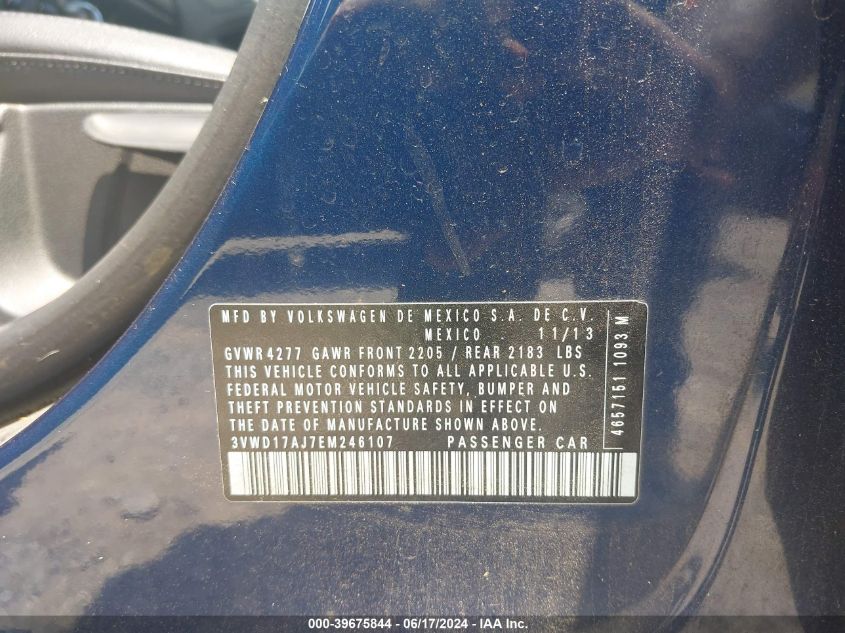 MFD BY VOLKSWAGEN DE MEXICO S.A. DE C.V.
MEXICO 11/13
GVWR 4277 GAWR FRONT 2205 / REAR 2183 LBS
THIS VEHICLE CONFORMS TO ALL APPLICABLE U.S.
FEDERAL MOTOR VEHICLE SAFETY, BUMPER AND
THEFT PREVENTION STANDARDS IN EFFECT ON
THE DATE OF MANUFACTURE SHOWN ABOVE.
3VWD17AJ7EM246107 PASSENGER CAR
4657151 1093 M
000-39675844 - 06/17/2024 - IAAI.com